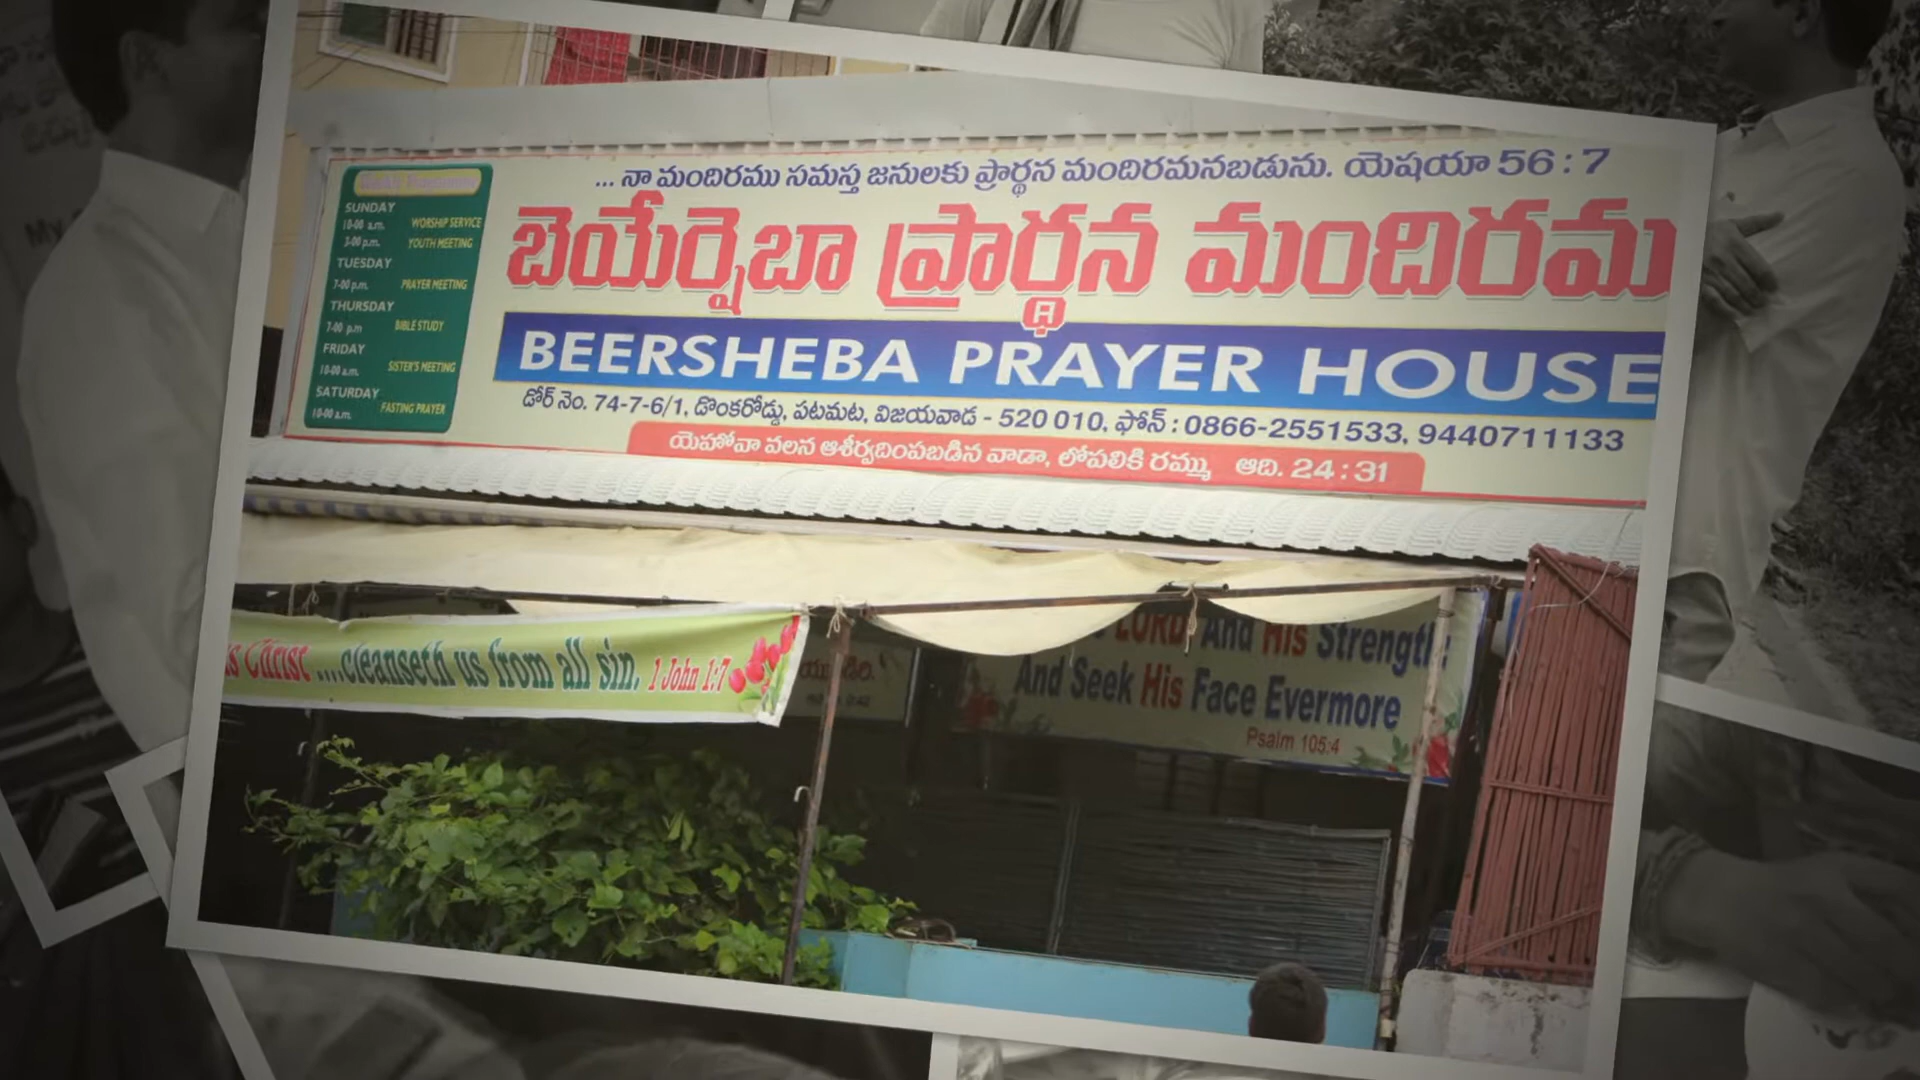 ... నా మందిరము సమస్త జనులకు ప్రార్థన మందిరమనబడును. యెషయా 56 : 7
బెయేర్షెబా ప్రార్థన మందిరమ
BEERSHEBA PRAYER HOUSE
డోర్ నెం. 74-7-6/1, డొంకరోడ్డు, పటమట, విజయవాడ - 520 010, ఫోన్ : 0866-2551533, 9440711133
యెహోవా వలన ఆశీర్వదింపబడిన వాడా, లోపలికి రమ్ము ఆది. 24 : 31
SUNDAY
10-00 a.m. WORSHIP SERVICE
3-00 p.m. YOUTH MEETING
TUESDAY
7-00 p.m. PRAYER MEETING
THURSDAY
7-00 p.m BIBLE STUDY
FRIDAY
10-00 a.m. SISTER'S MEETING
SATURDAY
10-00 a.m. FASTING PRAYER
Christ ....cleanseth us from all sin. 1 John 1:7
LORD And His Strength:
And Seek His Face Evermore
Psalm 105:4